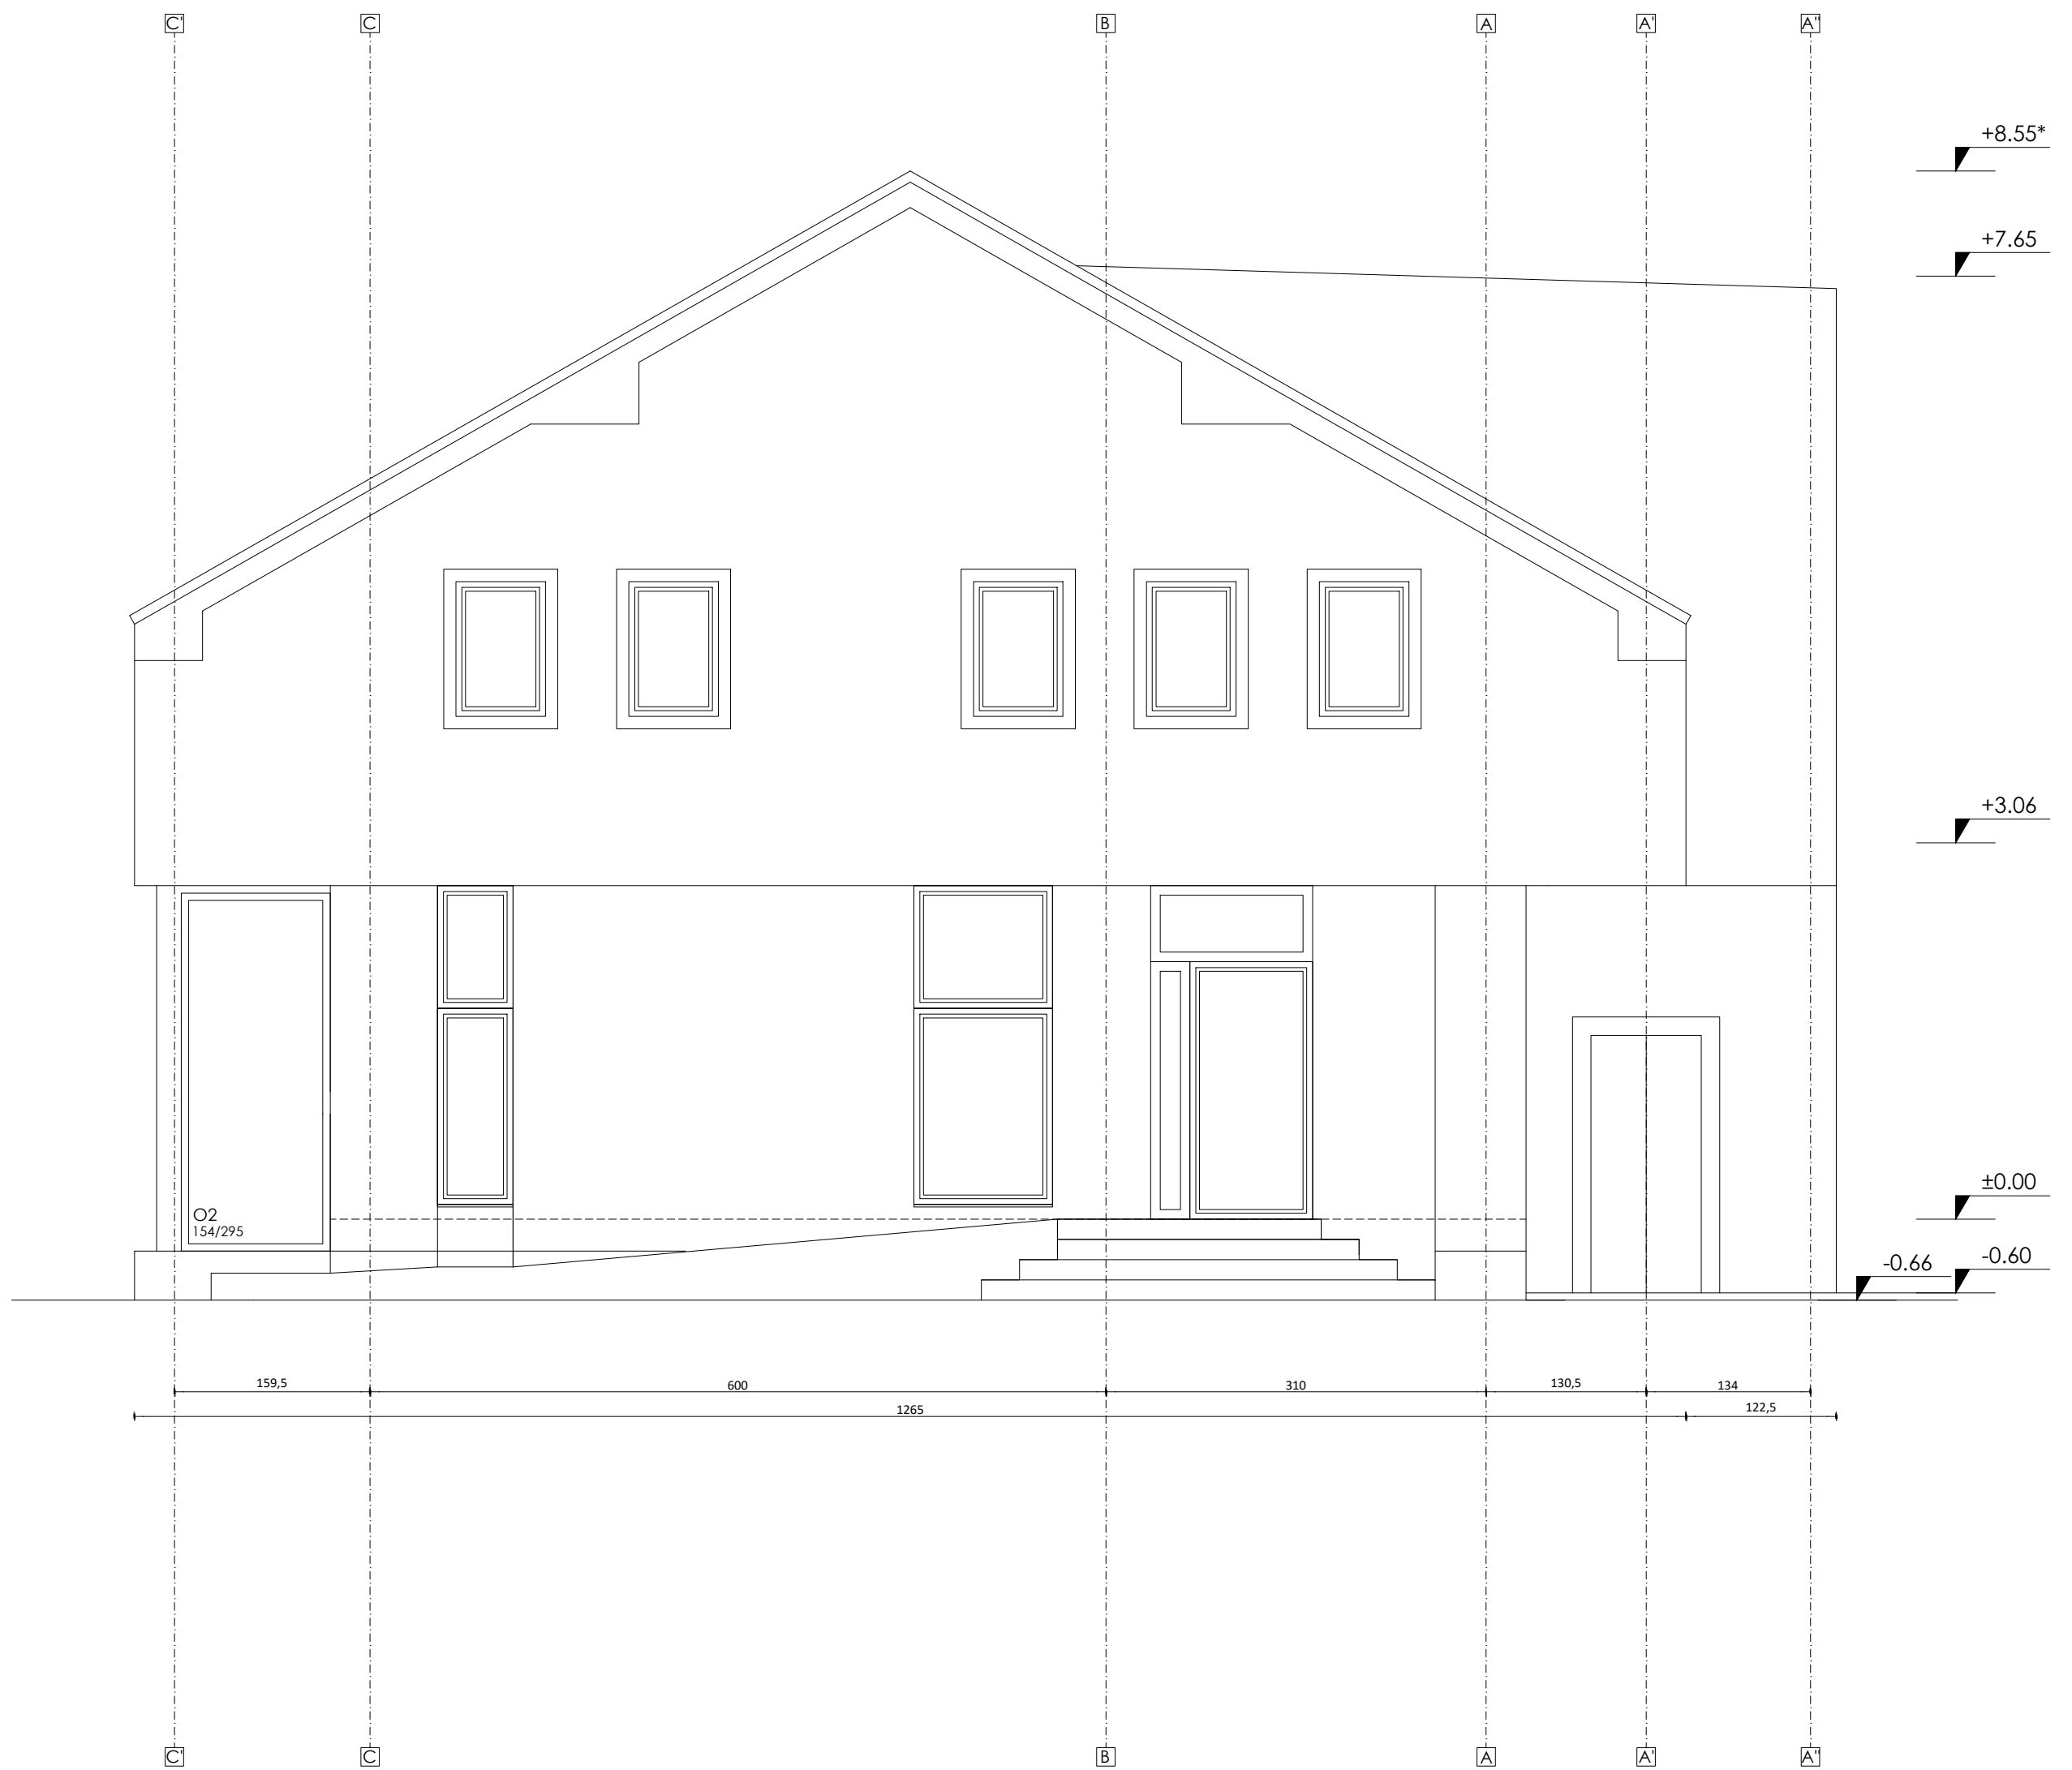 C' C B A A' A"
+8.55*
+7.65
+3.06
±0.00
O2
154/295
-0.66 -0.60
159,5 600 310 130,5 134
1265 122,5
C' C B A A' A"